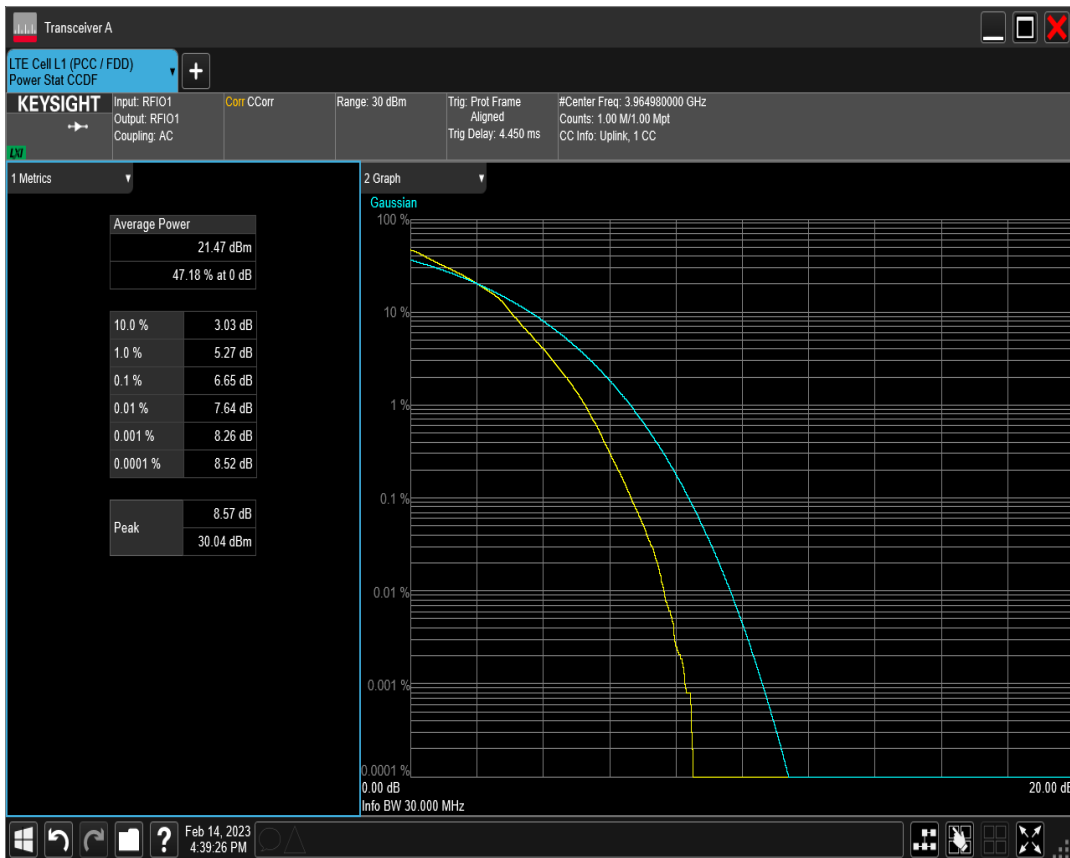 Transceiver A
LTE Cell L1 (PCC / FDD)
Power Stat CCDF
KEYSIGHT
LXI
Input: RFIO1
Output: RFIO1
Coupling: AC
Corr CCorr
Range: 30 dBm
Trig: Prot Frame
Aligned
Trig Delay: 4.450 ms
#Center Freq: 3.964980000 GHz
Counts: 1.00 M/1.00 Mpt
CC Info: Uplink, 1 CC
1 Metrics
Average Power
21.47 dBm
47.18 % at 0 dB
10.0 % 3.03 dB
1.0 % 5.27 dB
0.1 % 6.65 dB
0.01 % 7.64 dB
0.001 % 8.26 dB
0.0001 % 8.52 dB
Peak
8.57 dB
30.04 dBm
2 Graph
Gaussian
100 %
10 %
1 %
0.1 %
0.01 %
0.001 %
0.0001 %
0.00 dB 20.00 dB
Info BW 30.000 MHz
Feb 14, 2023
4:39:26 PM